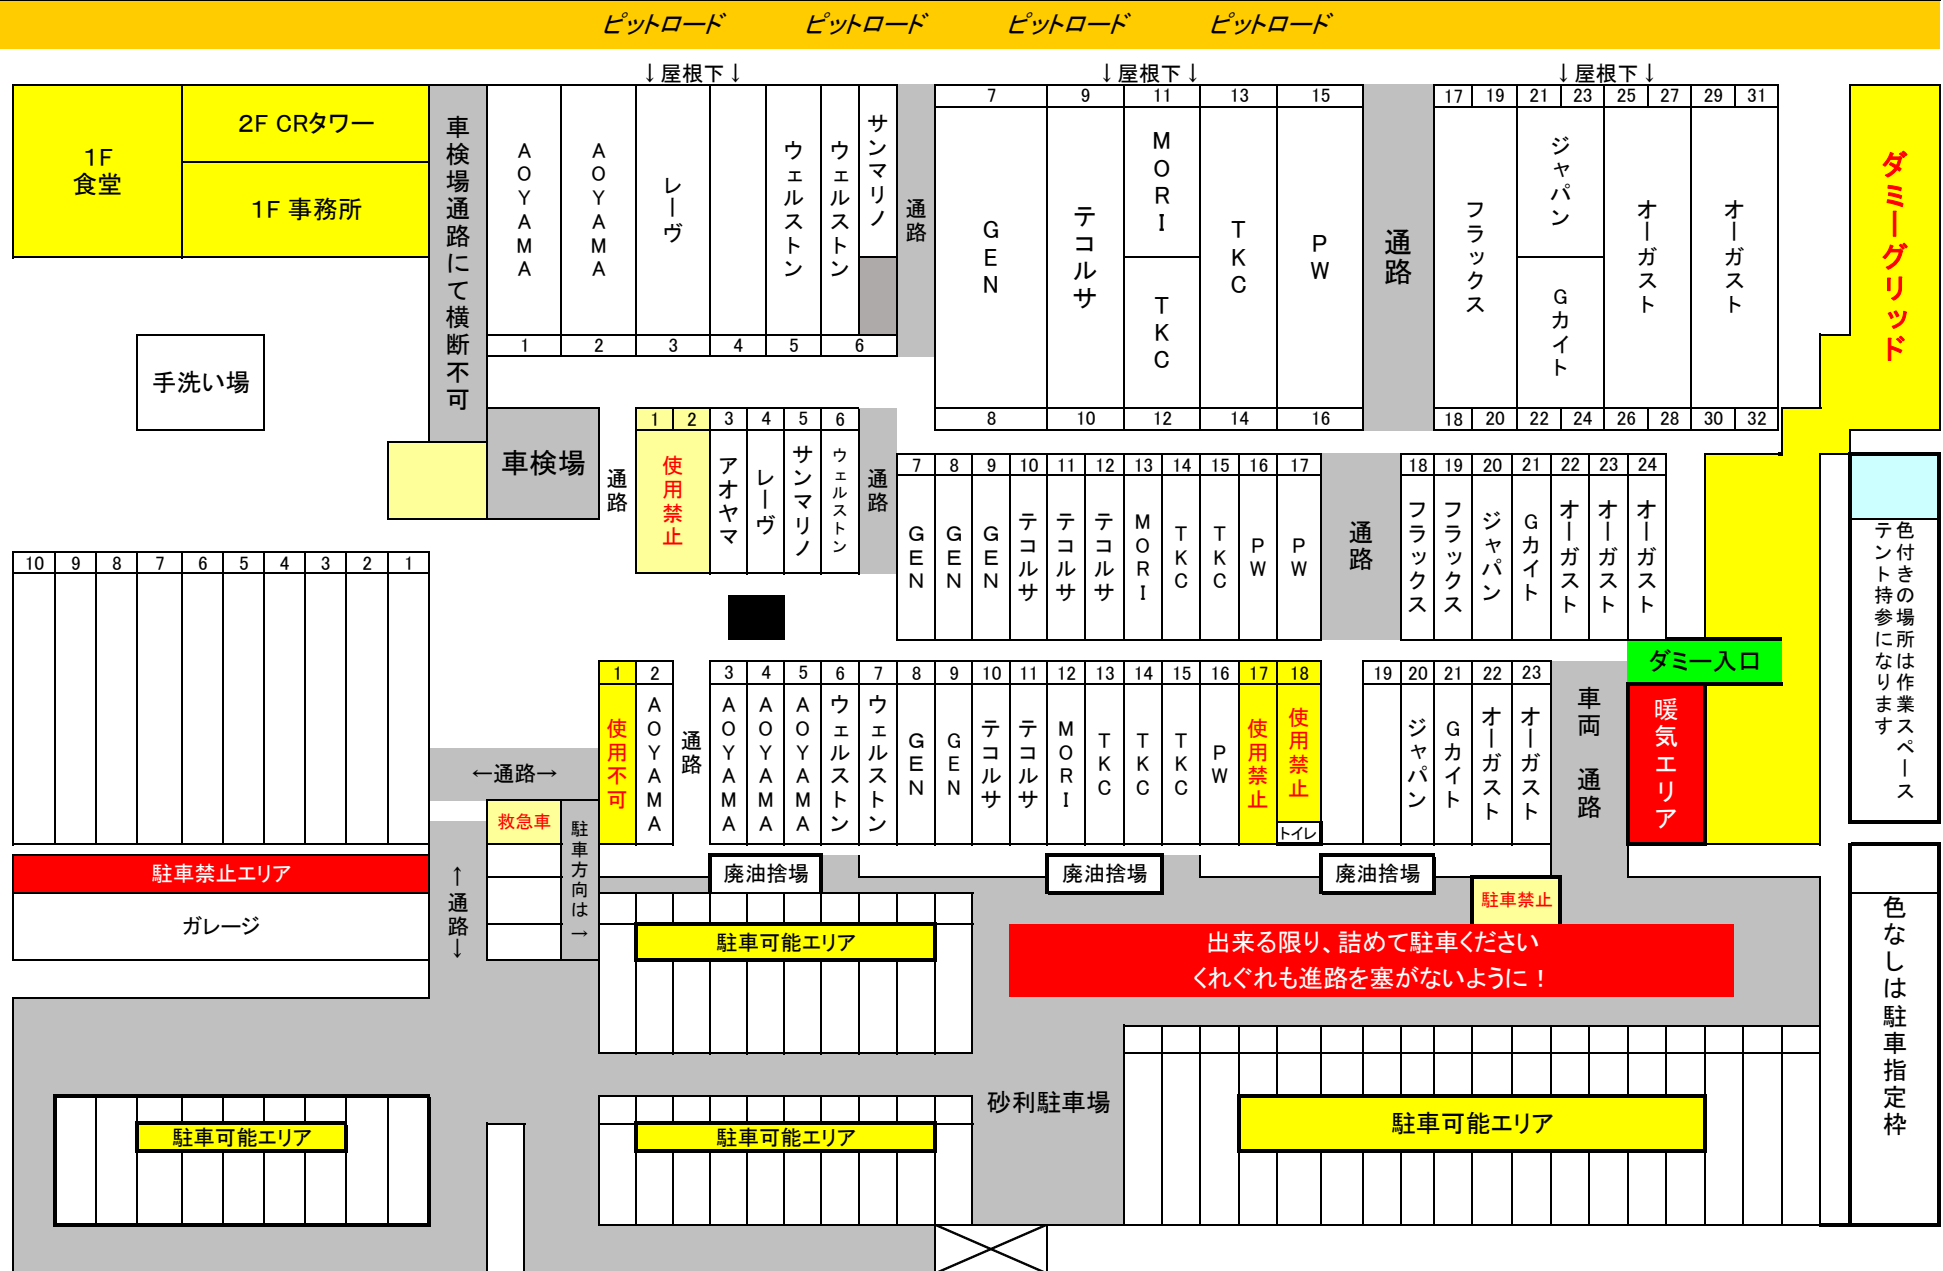 ピットロード ピットロード ピットロード ピットロード
↓屋根下↓ ↓屋根下↓ ↓屋根下↓
7 9 11 13 15 17 19 21 23 25 27 29 31
1F
食堂
2F CRタワー
1F 事務所
車検場通路にて横断不可
AOYAMA
AOYAMA
レーヴ
ウェルストン
ウェルストン
サンマリノ
通路
GEN
テコルサ
MORI
TKC
TKC
PW
通路
フラックス
ジャパン
Gカイト
オーガスト
オーガスト
ダミーグリッド
1 2 3 4 5 6
8 10 12 14 16 18 20 22 24 26 28 30 32
手洗い場
車検場
通路
1 2 3 4 5 6
使用禁止
アオヤマ
レーヴ
サンマリノ
ウェルストン
通路
7 8 9 10 11 12 13 14 15 16 17
GEN
GEN
GEN
テコルサ
テコルサ
テコルサ
MORI
TKC
TKC
PW
PW
通路
18 19 20 21 22 23 24
フラックス
フラックス
ジャパン
Gカイト
オーガスト
オーガスト
オーガスト
色付きの場所は作業スペース
テント持参になります
10 9 8 7 6 5 4 3 2 1
ダミー入口
1 2 3 4 5 6 7 8 9 10 11 12 13 14 15 16 17 18 19 20 21 22 23
使用不可
AOYAMA
通路
AOYAMA
AOYAMA
AOYAMA
ウェルストン
ウェルストン
GEN
GEN
テコルサ
テコルサ
MORI
TKC
TKC
TKC
PW
使用禁止
使用禁止
トイレ
ジャパン
Gカイト
オーガスト
オーガスト
車両 通路
暖気エリア
←通路→
救急車
駐車方向は→
駐車禁止エリア
ガレージ
←通路→
廃油捨場 廃油捨場 廃油捨場
駐車禁止
駐車可能エリア
出来る限り、詰めて駐車ください
くれぐれも進路を塞がないように！
色なしは駐車指定枠
砂利駐車場
駐車可能エリア
駐車可能エリア
駐車可能エリア